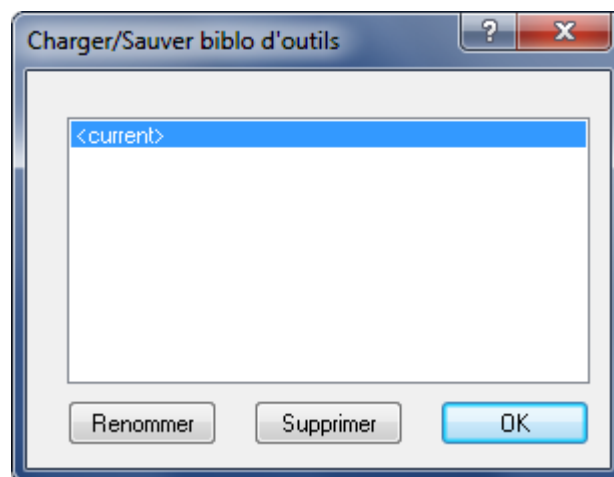 Charger/Sauver biblo d'outils ?
<current>
Renommer Supprimer OK